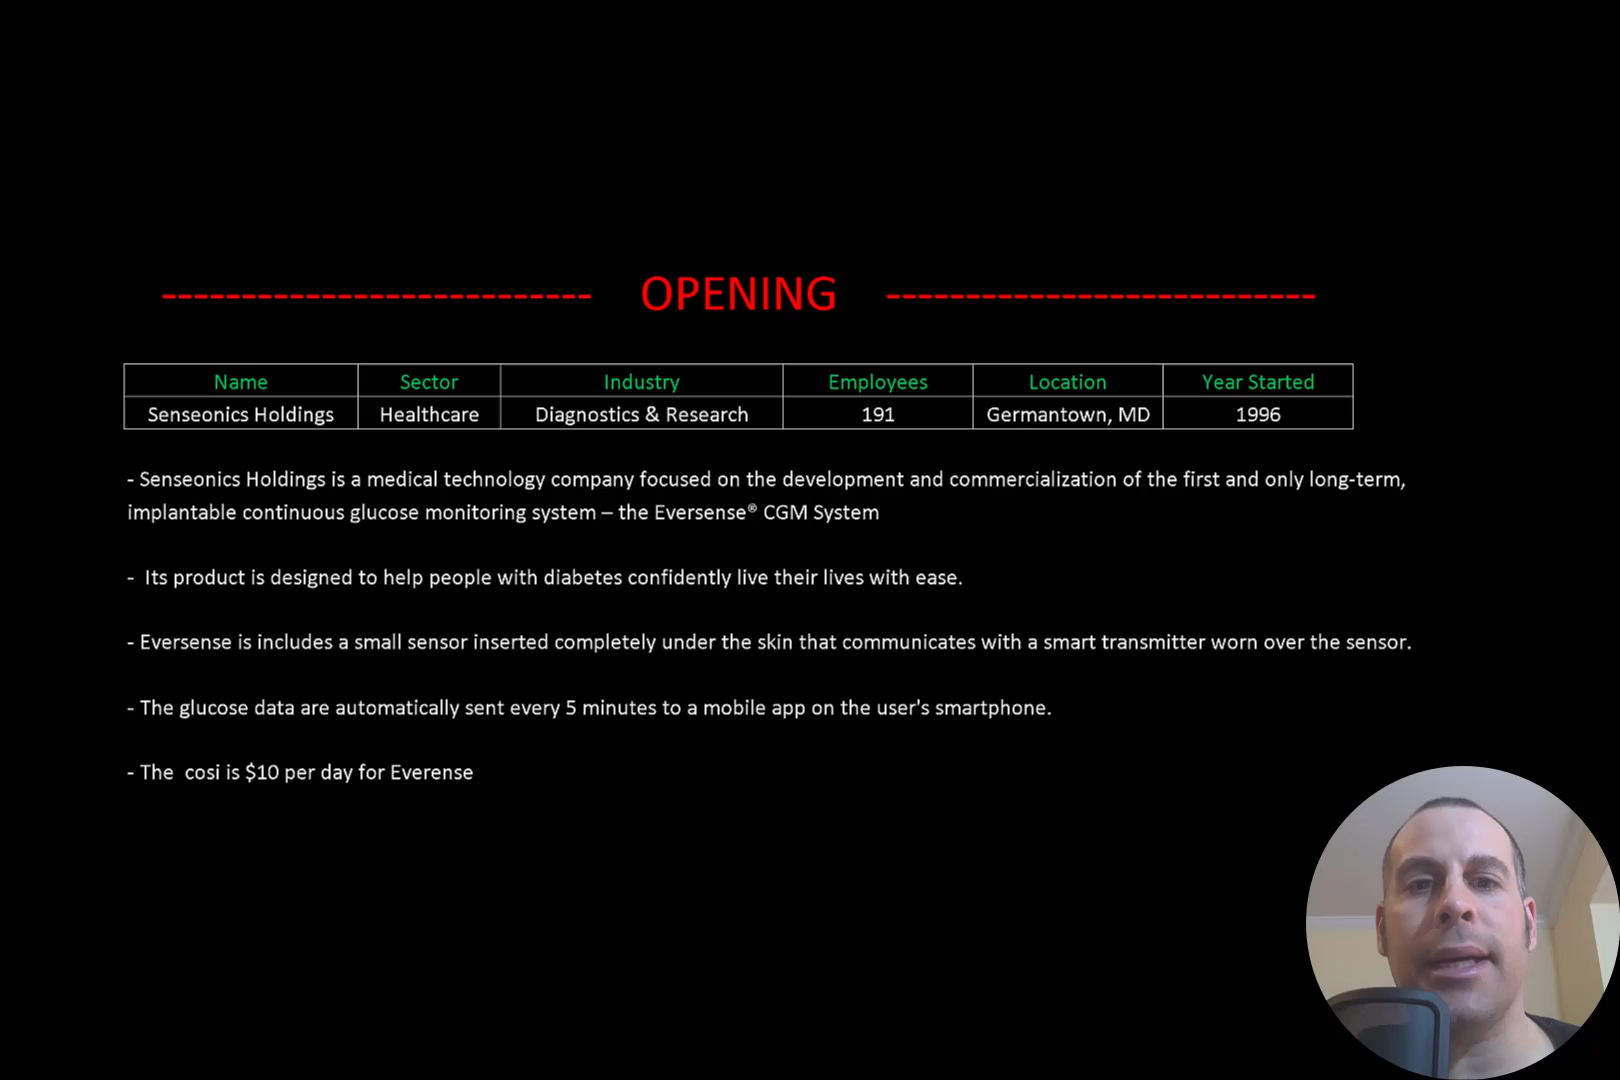 -------------------------- OPENING --------------------------
Name Sector Industry Employees Location Year Started
Senseonics Holdings Healthcare Diagnostics & Research 191 Germantown, MD 1996
- Senseonics Holdings is a medical technology company focused on the development and commercialization of the first and only long-term,
implantable continuous glucose monitoring system – the Eversense® CGM System
- Its product is designed to help people with diabetes confidently live their lives with ease.
- Eversense is includes a small sensor inserted completely under the skin that communicates with a smart transmitter worn over the sensor.
- The glucose data are automatically sent every 5 minutes to a mobile app on the user's smartphone.
- The  cosi is $10 per day for Everense